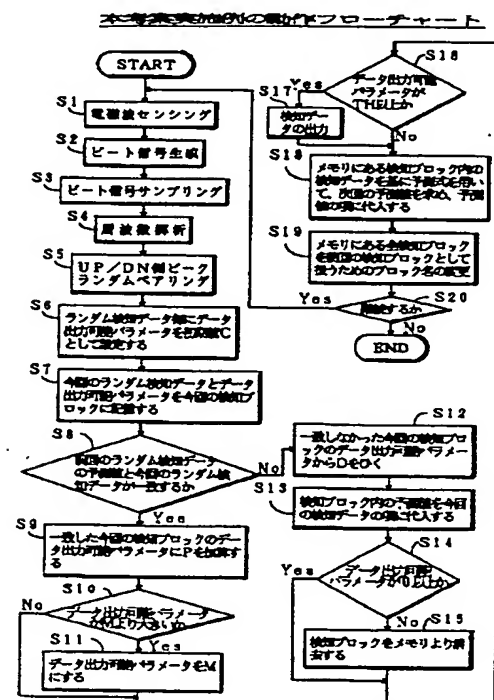 本考案実施例の動作フローチャート
START
S1
電磁波センシング
S2
ビート信号生成
S3
ビート信号サンプリング
S4
周波数解析
S5
UP/DN側ピーク
ランダムペアリング
S6
ランダム検知データ毎にデータ
出力可能パラメータを初期値C
として設定する
S7
今回のランダム検知データとデータ
出力可能パラメータを今回の検知ブ
ロックに記憶する
S8
前回のランダム検知データ
の予測値と今回のランダム検
知データが一致するか
No
Yes
S9
一致した今回の検知ブロックのデー
タ出力可能パラメータにPを加算す
る
S10
データ出力可能パラメータ
がMより大きいか
No
Yes
S11
データ出力可能パラメータをM
にする
S12
一致しなかった今回の検知ブロッ
クのデータ出力可能パラメー
タからDをひく
S13
検知ブロック内の予測値を今回
の検知データの項に代入する
S14
データ出力可能
パラメータが0以上か
Yes
No
S15
検知ブロックをメモリより消
去する
S16
データ出力可能
パラメータが
TH以上か
Yes
No
S17
検知デー
タの出力
S18
メモリにある検知ブロック内の
検知データを基に予測式を用い
て、次回の予測値を求め、予測
値の項に代入する
S19
メモリにある全検知ブロック
を前回の検知ブロックとして
扱うためのブロック名の変更
S20
継続するか
Yes
No
END